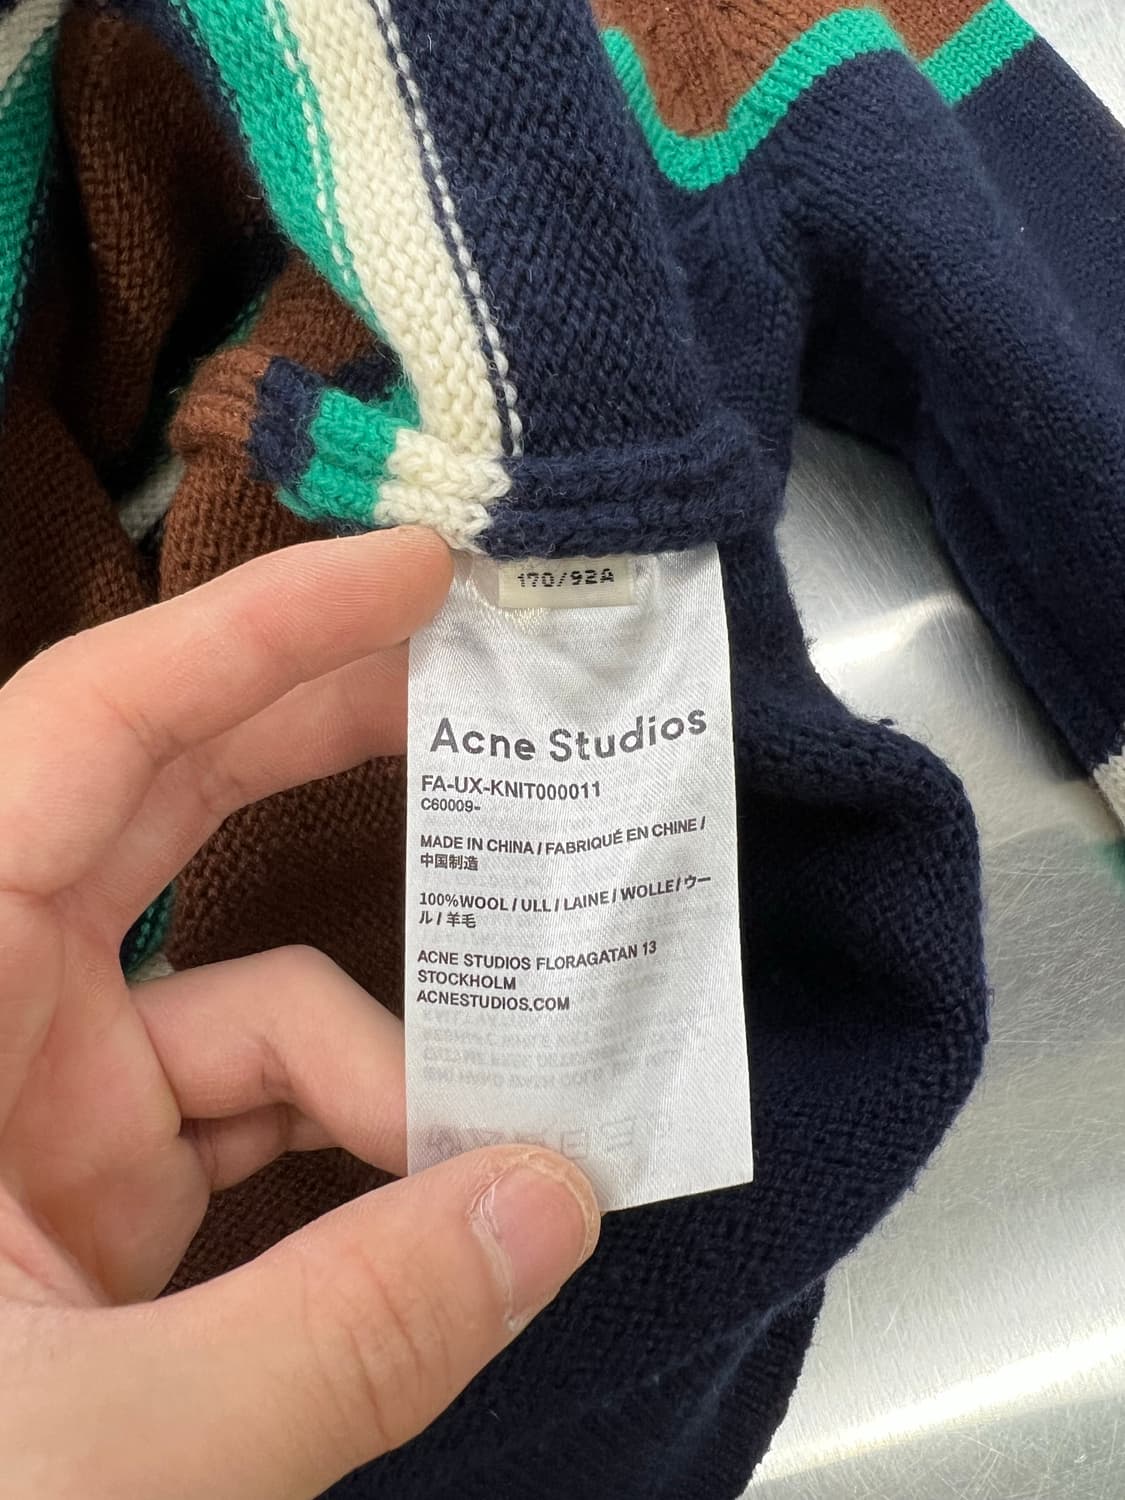 170/92A
Acne Studios
FA-UX-KNIT000011
C60009-
MADE IN CHINA / FABRIQUÉ EN CHINE /
中国制造
100%WOOL / ULL / LAINE / WOLLE / ウー
ル / 羊毛
ACNE STUDIOS FLORAGATAN 13
STOCKHOLM
ACNESTUDIOS.COM